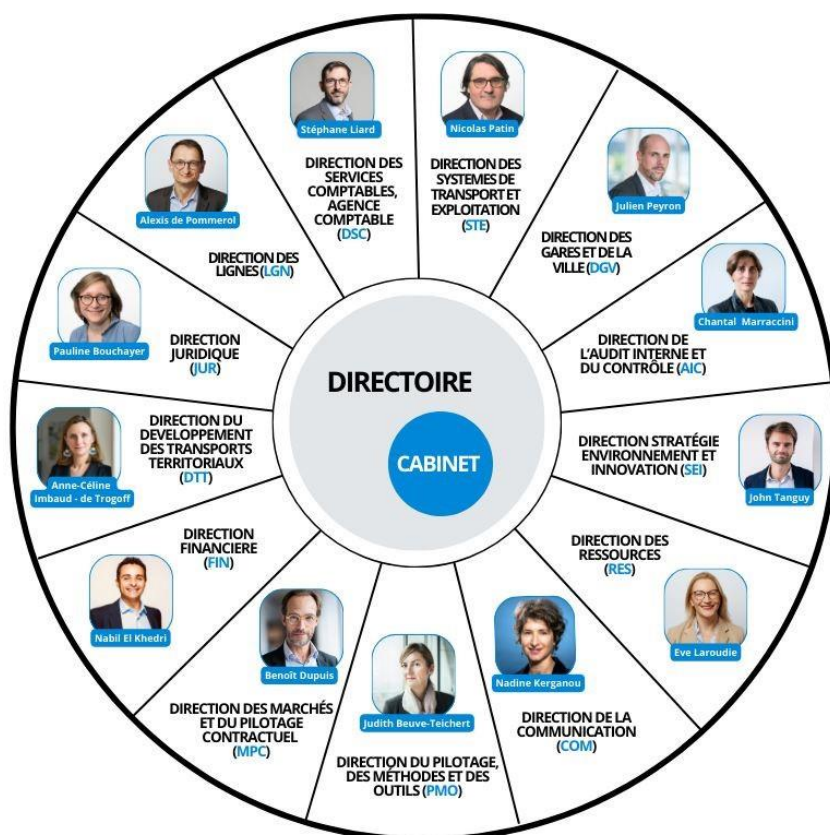 Stéphane Liard
DIRECTION DES
SERVICES
COMPTABLES,
AGENCE
COMPTABLE
(DSC)
Nicolas Patin
DIRECTION DES
SYSTEMES DE
TRANSPORT ET
EXPLOITATION
(STE)
Julien Peyron
DIRECTION DES
GARES ET DE LA
VILLE (DGV)
Chantal Marraccini
DIRECTION DE
L'AUDIT INTERNE ET
DU CONTRÔLE (AIC)
John Tanguy
DIRECTION STRATÉGIE
ENVIRONNEMENT ET
INNOVATION (SEI)
Eve Laroudie
DIRECTION DES
RESSOURCES
(RES)
Nadine Kerganou
DIRECTION DE LA
COMMUNICATION
(COM)
Judith Beuve-Teichert
DIRECTION DU PILOTAGE,
DES MÉTHODES ET DES
OUTILS (PMO)
Benoît Dupuis
DIRECTION DES MARCHÉS
ET DU PILOTAGE
CONTRACTUEL
(MPC)
Nabil El Khedri
DIRECTION
FINANCIERE
(FIN)
Anne-Céline
Imbaud - de Trogoff
DIRECTION DU
DEVELOPPEMENT
DES TRANSPORTS
TERRITORIAUX
(DTT)
Pauline Bouchayer
DIRECTION
JURIDIQUE
(JUR)
Alexis de Pommerol
DIRECTION DES
LIGNES (LGN)
DIRECTOIRE
CABINET